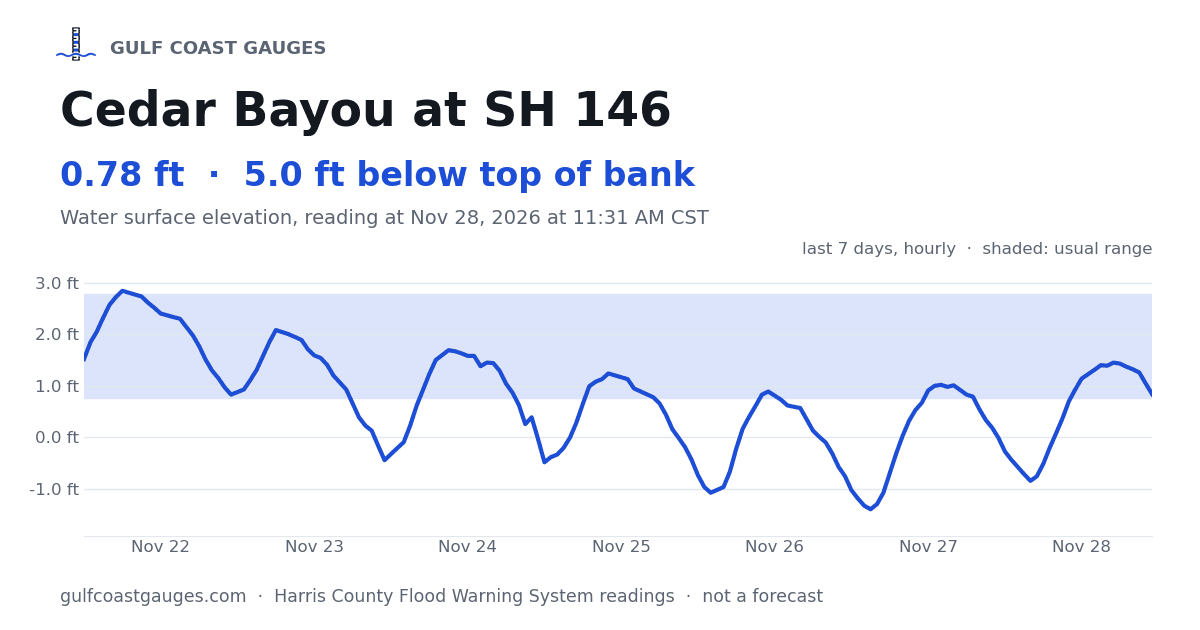 GULF COAST GAUGES
Cedar Bayou at SH 146
0.78 ft · 5.0 ft below top of bank
Water surface elevation, reading at Nov 28, 2026 at 11:31 AM CST
last 7 days, hourly · shaded: usual range
3.0 ft
2.0 ft
1.0 ft
0.0 ft
-1.0 ft
Nov 22 Nov 23 Nov 24 Nov 25 Nov 26 Nov 27 Nov 28
gulfcoastgauges.com · Harris County Flood Warning System readings · not a forecast